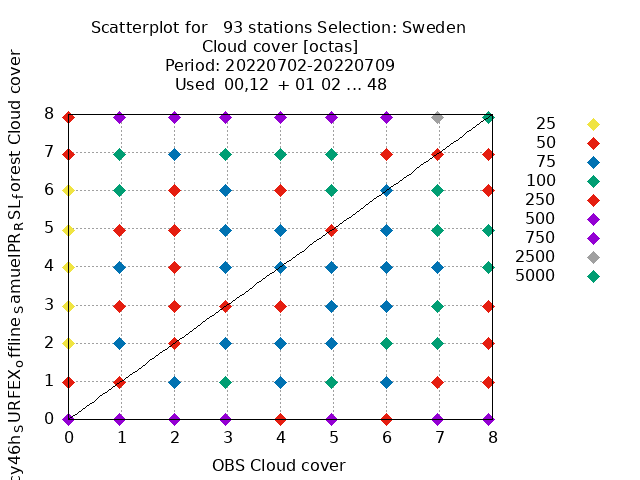 Scatterplot for 93 stations Selection: Sweden
Cloud cover [octas]
Period: 20220702-20220709
Used 00,12 + 01 02 ... 48
cy46h_sURFEX_offline_samuelPR_RSL_forest Cloud cover
8
7
6
5
4
3
2
1
0
0 1 2 3 4 5 6 7 8
OBS Cloud cover
25
50
75
100
250
500
750
2500
5000